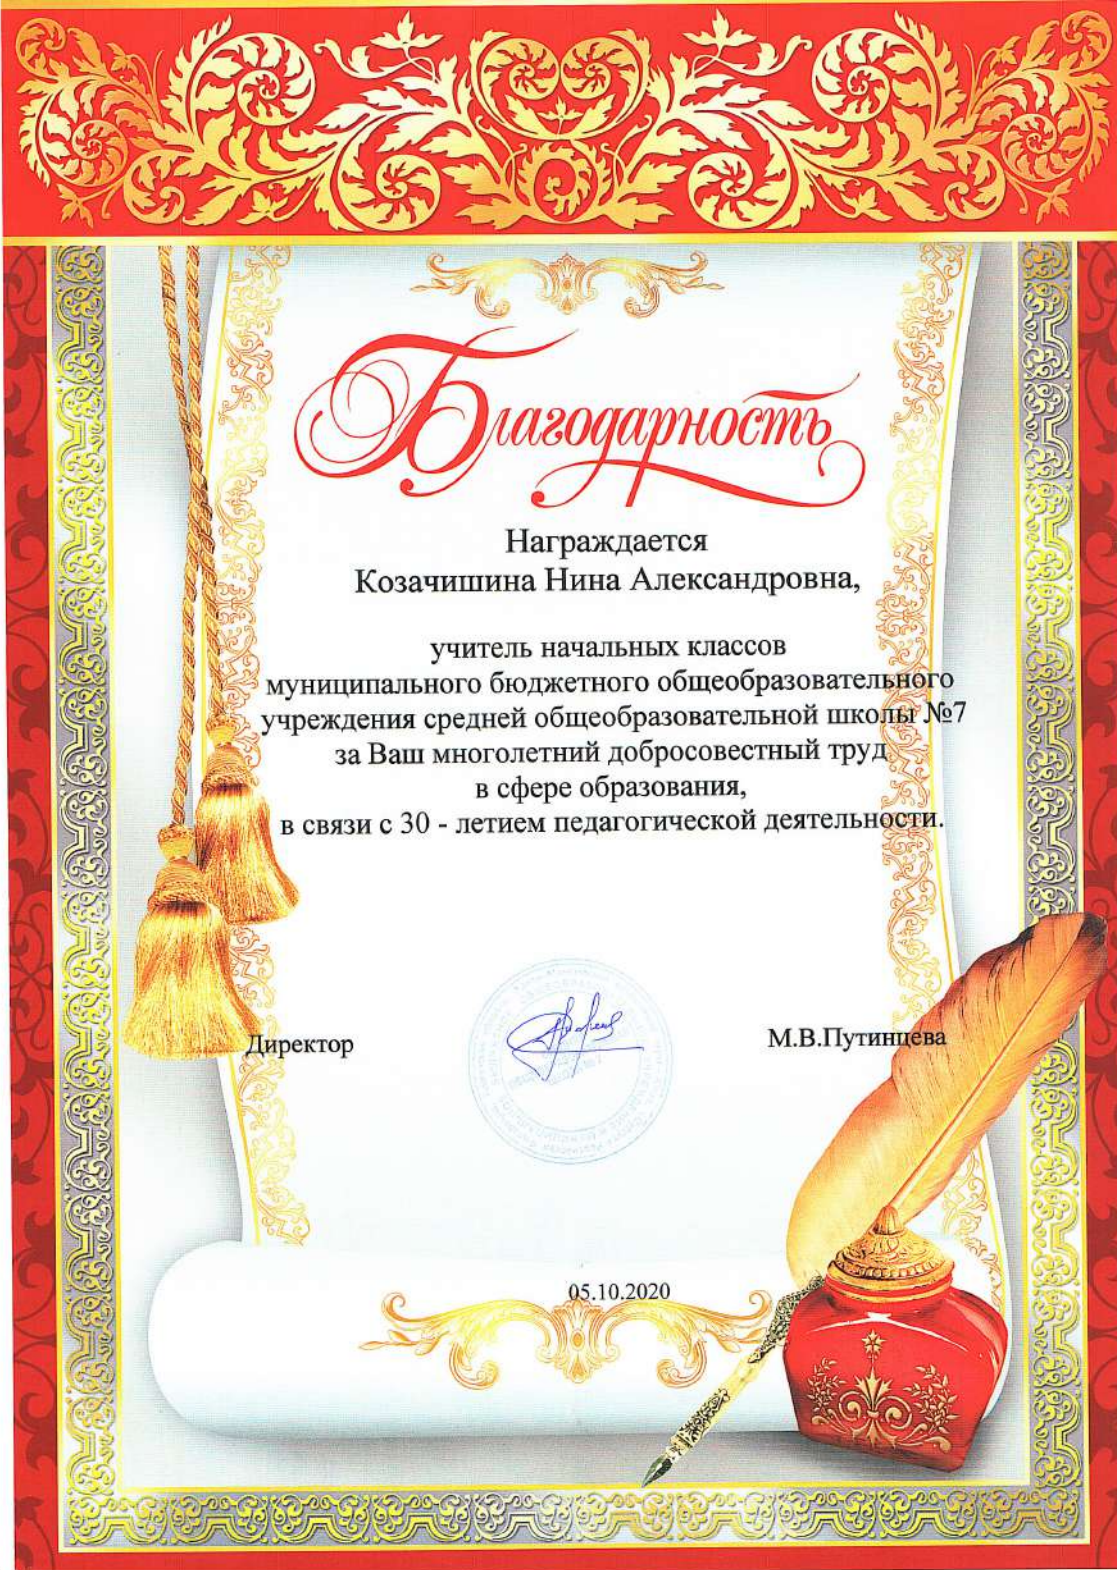 Благодарность
Награждается
Козачишина Нина Александровна,
учитель начальных классов
муниципального бюджетного общеобразовательного
учреждения средней общеобразовательной школы №7
за Ваш многолетний добросовестный труд
в сфере образования,
в связи с 30 - летием педагогической деятельности.
Директор
М.В.Путинцева
05.10.2020